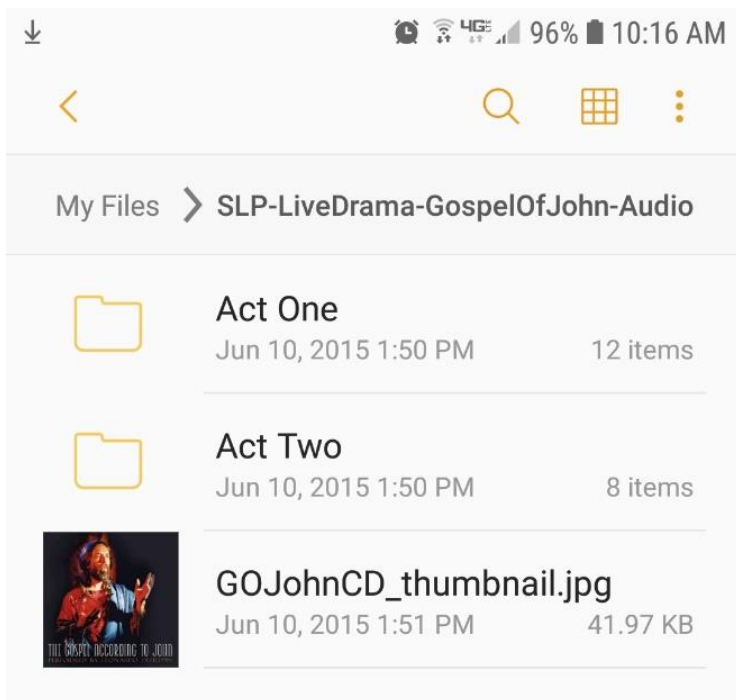 4G 96% 10:16 AM
My Files SLP-LiveDrama-GospelOfJohn-Audio
Act One
Jun 10, 2015 1:50 PM 12 items
Act Two
Jun 10, 2015 1:50 PM 8 items
GOJohnCD_thumbnail.jpg
Jun 10, 2015 1:51 PM 41.97 KB
THE GOSPEL ACCORDING TO JOHN